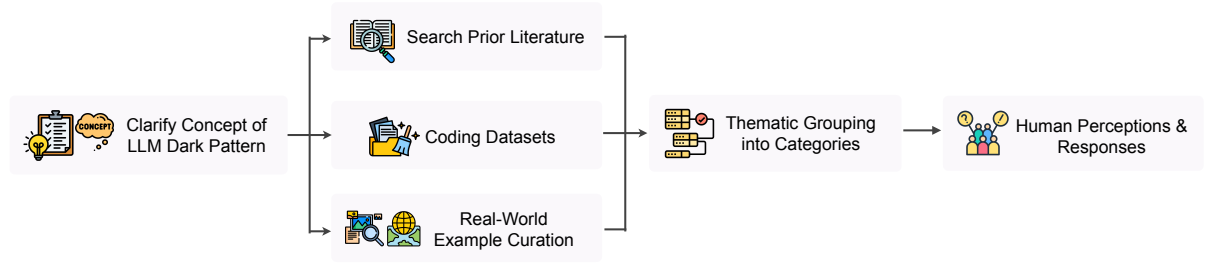 CONCEPT
Clarify Concept of
LLM Dark Pattern
Search Prior Literature
Coding Datasets
Real-World
Example Curation
Thematic Grouping
into Categories
?
!
Human Perceptions &
Responses